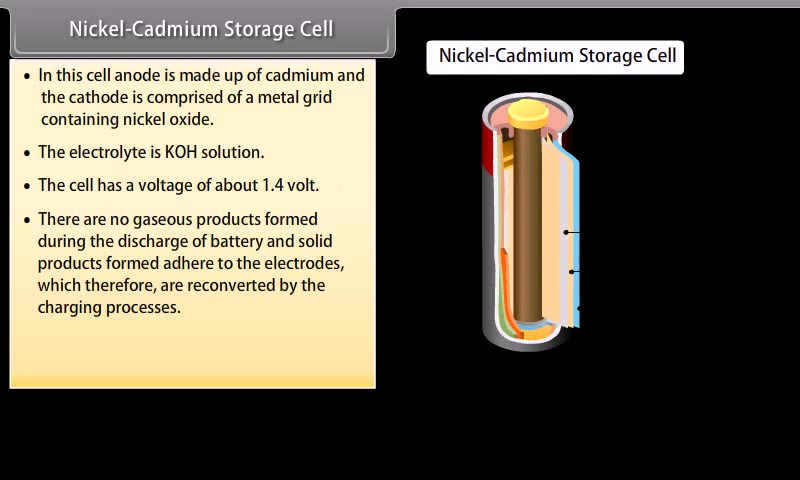 Nickel-Cadmium Storage Cell
• In this cell anode is made up of cadmium and
the cathode is comprised of a metal grid
containing nickel oxide.
• The electrolyte is KOH solution.
• The cell has a voltage of about 1.4 volt.
• There are no gaseous products formed
during the discharge of battery and solid
products formed adhere to the electrodes,
which therefore, are reconverted by the
charging processes.
Nickel-Cadmium Storage Cell